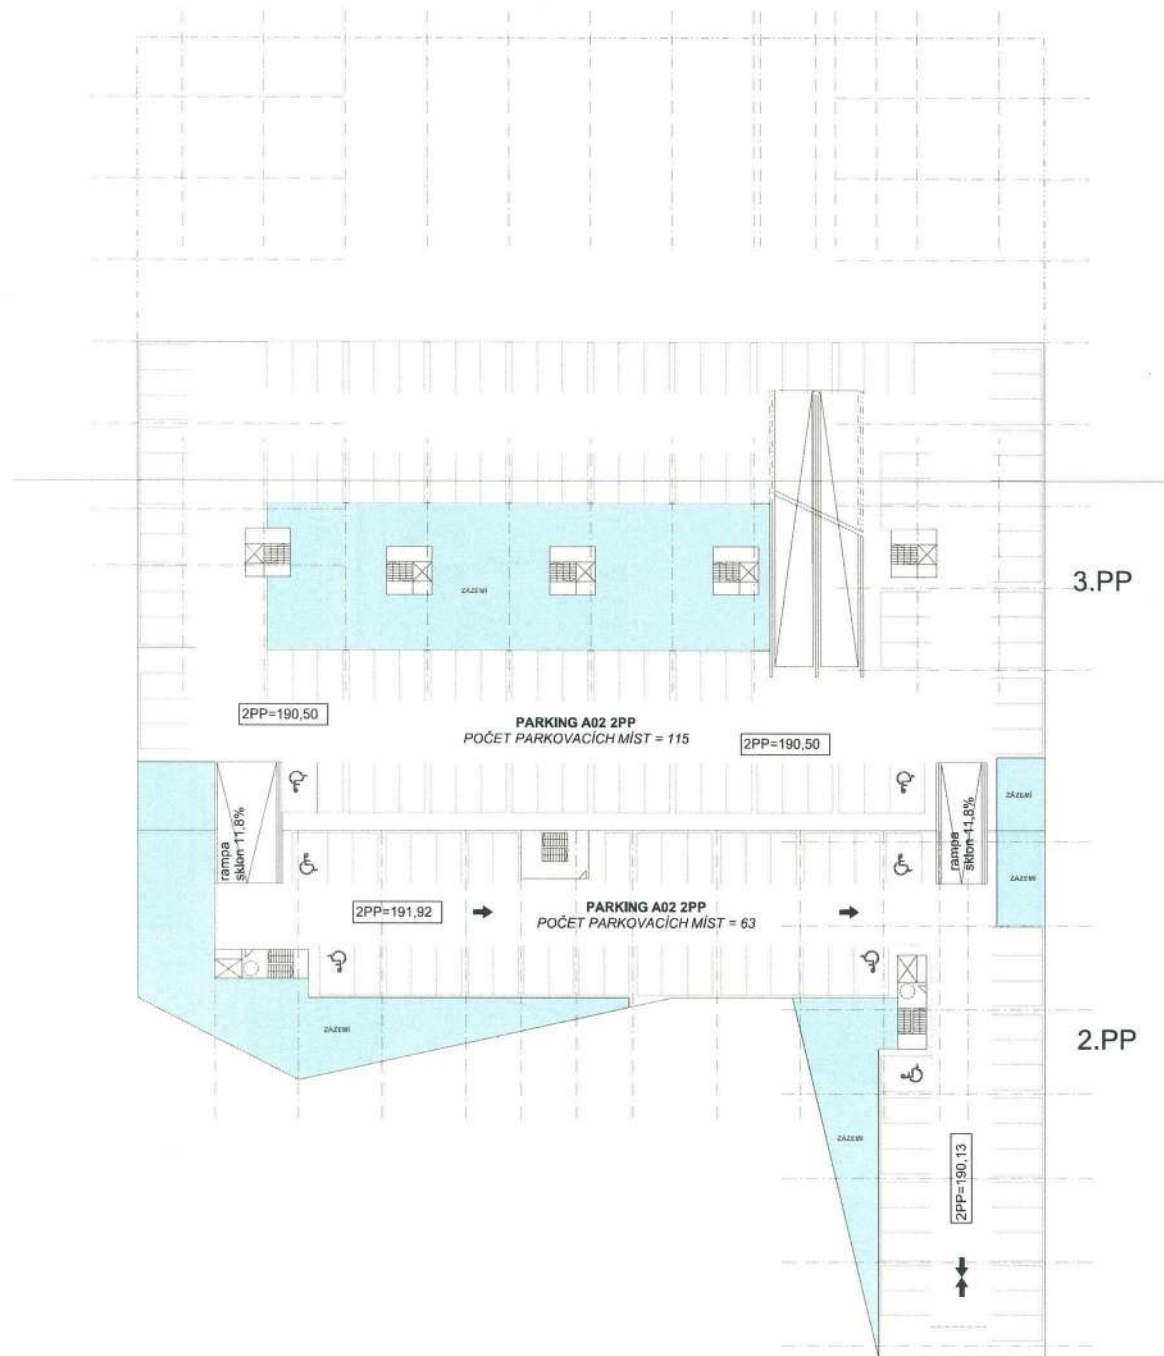 ZÁZEMÍ
3.PP
2PP=190,50
PARKING A02 2PP
POČET PARKOVACÍCH MÍST = 115
2PP=190,50
rampa
sklon 11,8%
ZÁZEMÍ
rampa
sklon 11,8%
ZÁZEMÍ
2PP=191,92
PARKING A02 2PP
POČET PARKOVACÍCH MÍST = 63
ZÁZEMÍ
2.PP
ZÁZEMÍ
2PP=190,13